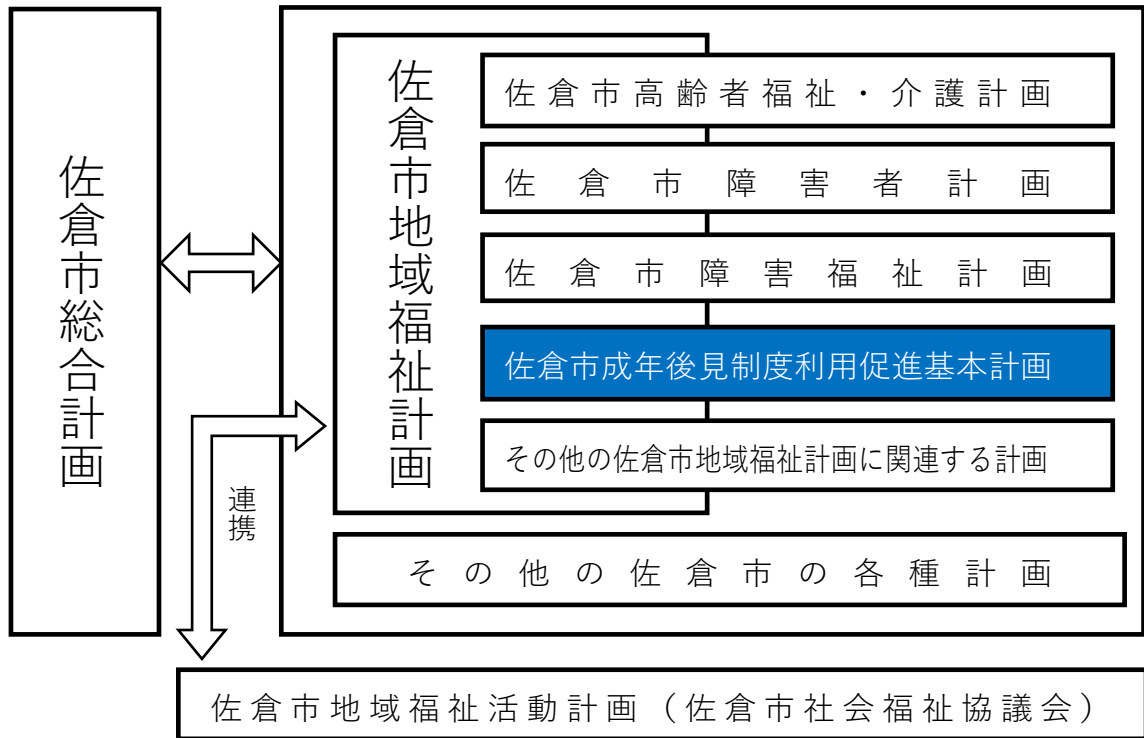 佐倉市総合計画
佐倉市地域福祉計画
佐倉市高齢者福祉・介護計画
佐倉市障害者計画
佐倉市障害福祉計画
佐倉市成年後見制度利用促進基本計画
その他の佐倉市地域福祉計画に関連する計画
連携
その他の佐倉市の各種計画
佐倉市地域福祉活動計画（佐倉市社会福祉協議会）